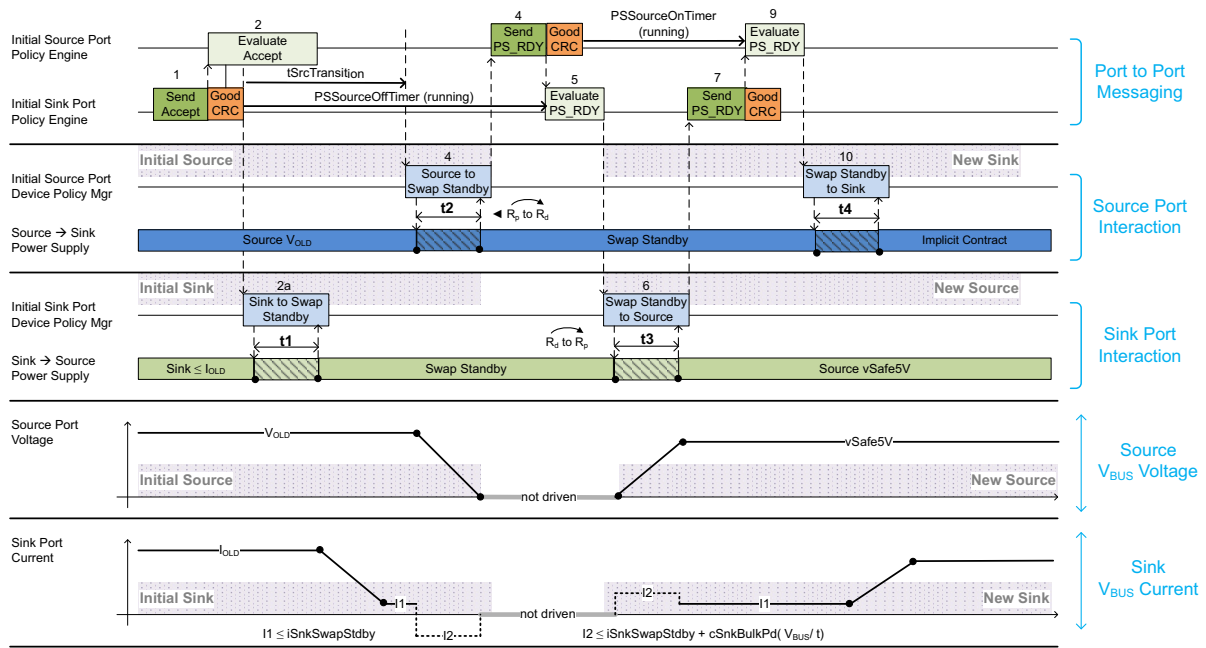 Initial Source Port
Policy Engine
2
Evaluate
Accept
4
Send
PS_RDY
Good
CRC
PSSourceOnTimer
(running)
9
Evaluate
PS_RDY
tSrcTransition
1
Send
Accept
Good
CRC
Initial Sink Port
Policy Engine
PSSourceOffTimer (running)
5
Evaluate
PS_RDY
7
Send
PS_RDY
Good
CRC
Port to Port
Messaging
Initial Source
New Sink
Initial Source Port
Device Policy Mgr
4
Source to
Swap Standby
10
Swap Standby
to Sink
t2
Rp to Rd
t4
Source → Sink
Power Supply
Source VOLD
Swap Standby
Implicit Contract
Source Port
Interaction
Initial Sink
New Source
Initial Sink Port
Device Policy Mgr
2a
Sink to Swap
Standby
6
Swap Standby
to Source
t1
Rd to Rp
t3
Sink → Source
Power Supply
Sink ≤ IOLD
Swap Standby
Source vSafe5V
Sink Port
Interaction
Source Port
Voltage
VOLD
vSafe5V
Initial Source
New Source
not driven
Source
VBUS Voltage
Sink Port
Current
IOLD
Initial Sink
I1
I2
not driven
I2
I1
New Sink
I1 ≤ iSnkSwapStdby
I2 ≤ iSnkSwapStdby + cSnkBulkPd( VBUS/ t)
Sink
VBUS Current